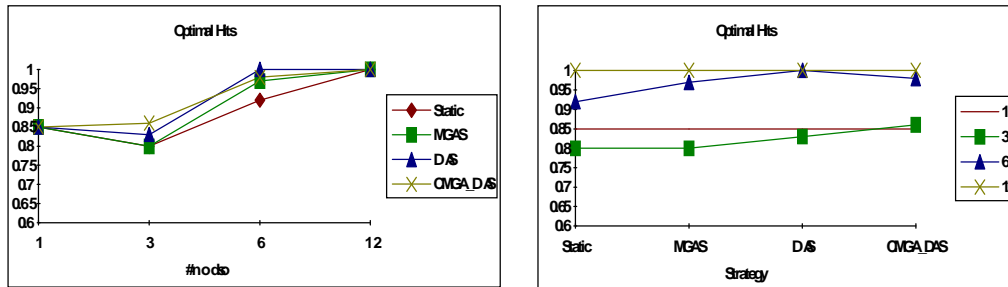 Optimal Hits
1
0.95
0.9
0.85
0.8
0.75
0.7
0.65
0.6
1 3 6 12
#nodso
Static
MGAS
DAS
OMGA_DAS
Optimal Hits
1
0.95
0.9
0.85
0.8
0.75
0.7
0.65
0.6
Static MGAS DAS OMGA_DAS
Strategy
1
3
6
1